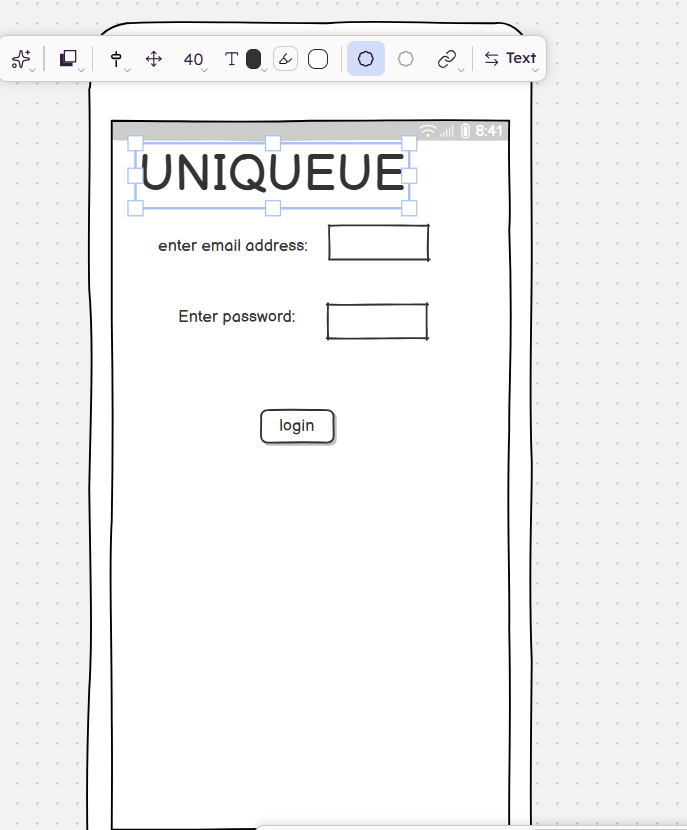 40 T Text
8:41
UNIQUEUE
enter email address:
Enter password:
login